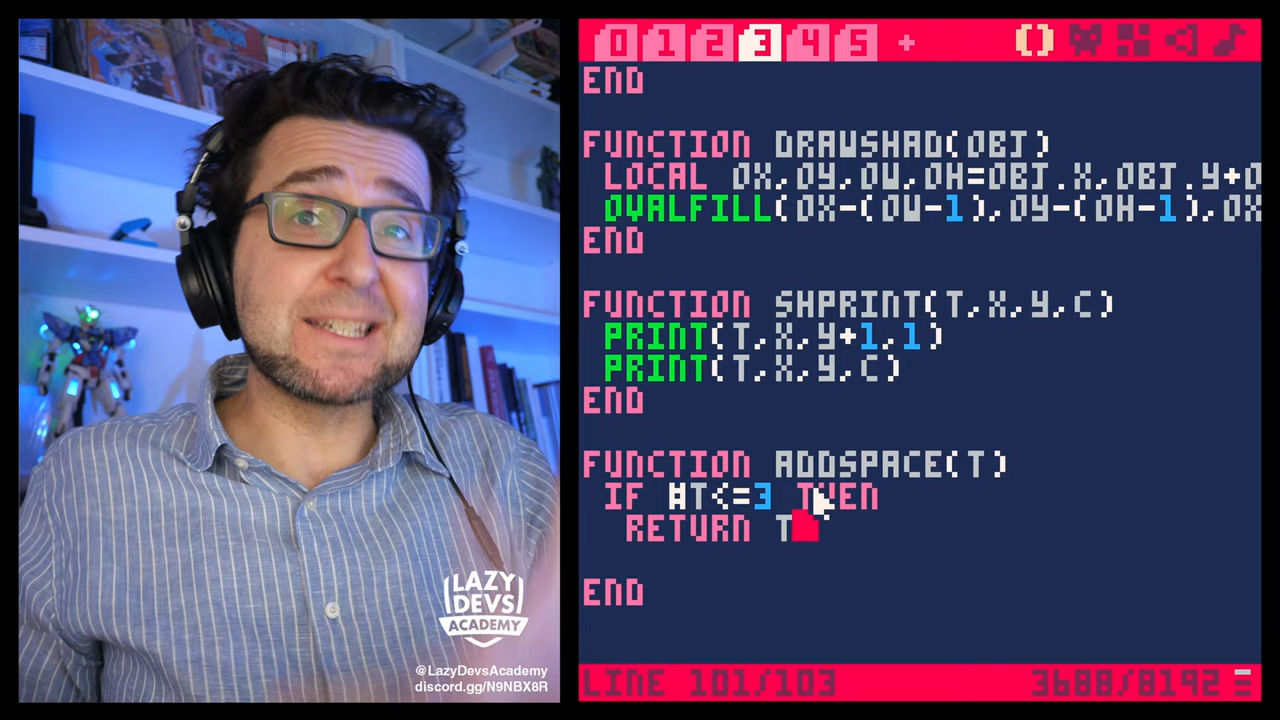 LAZY
DEVS
ACADEMY
@LazyDevsAcademy
discord.gg/N9NBX8R
0 1 2 3 4 5 +
END
FUNCTION DRAWSHAD(OBJ)
LOCAL OX,OY,OW,OH=OBJ.X,OBJ.Y+O
OVALFILL(OX-(OW-1),OY-(OH-1),OX
END
FUNCTION SHPRINT(T,X,Y,C)
PRINT(T,X,Y+1,1)
PRINT(T,X,Y,C)
END
FUNCTION ADDSPACE(T)
IF #T<=3 THEN
RETURN T
END
LINE 101/103
3688/8192